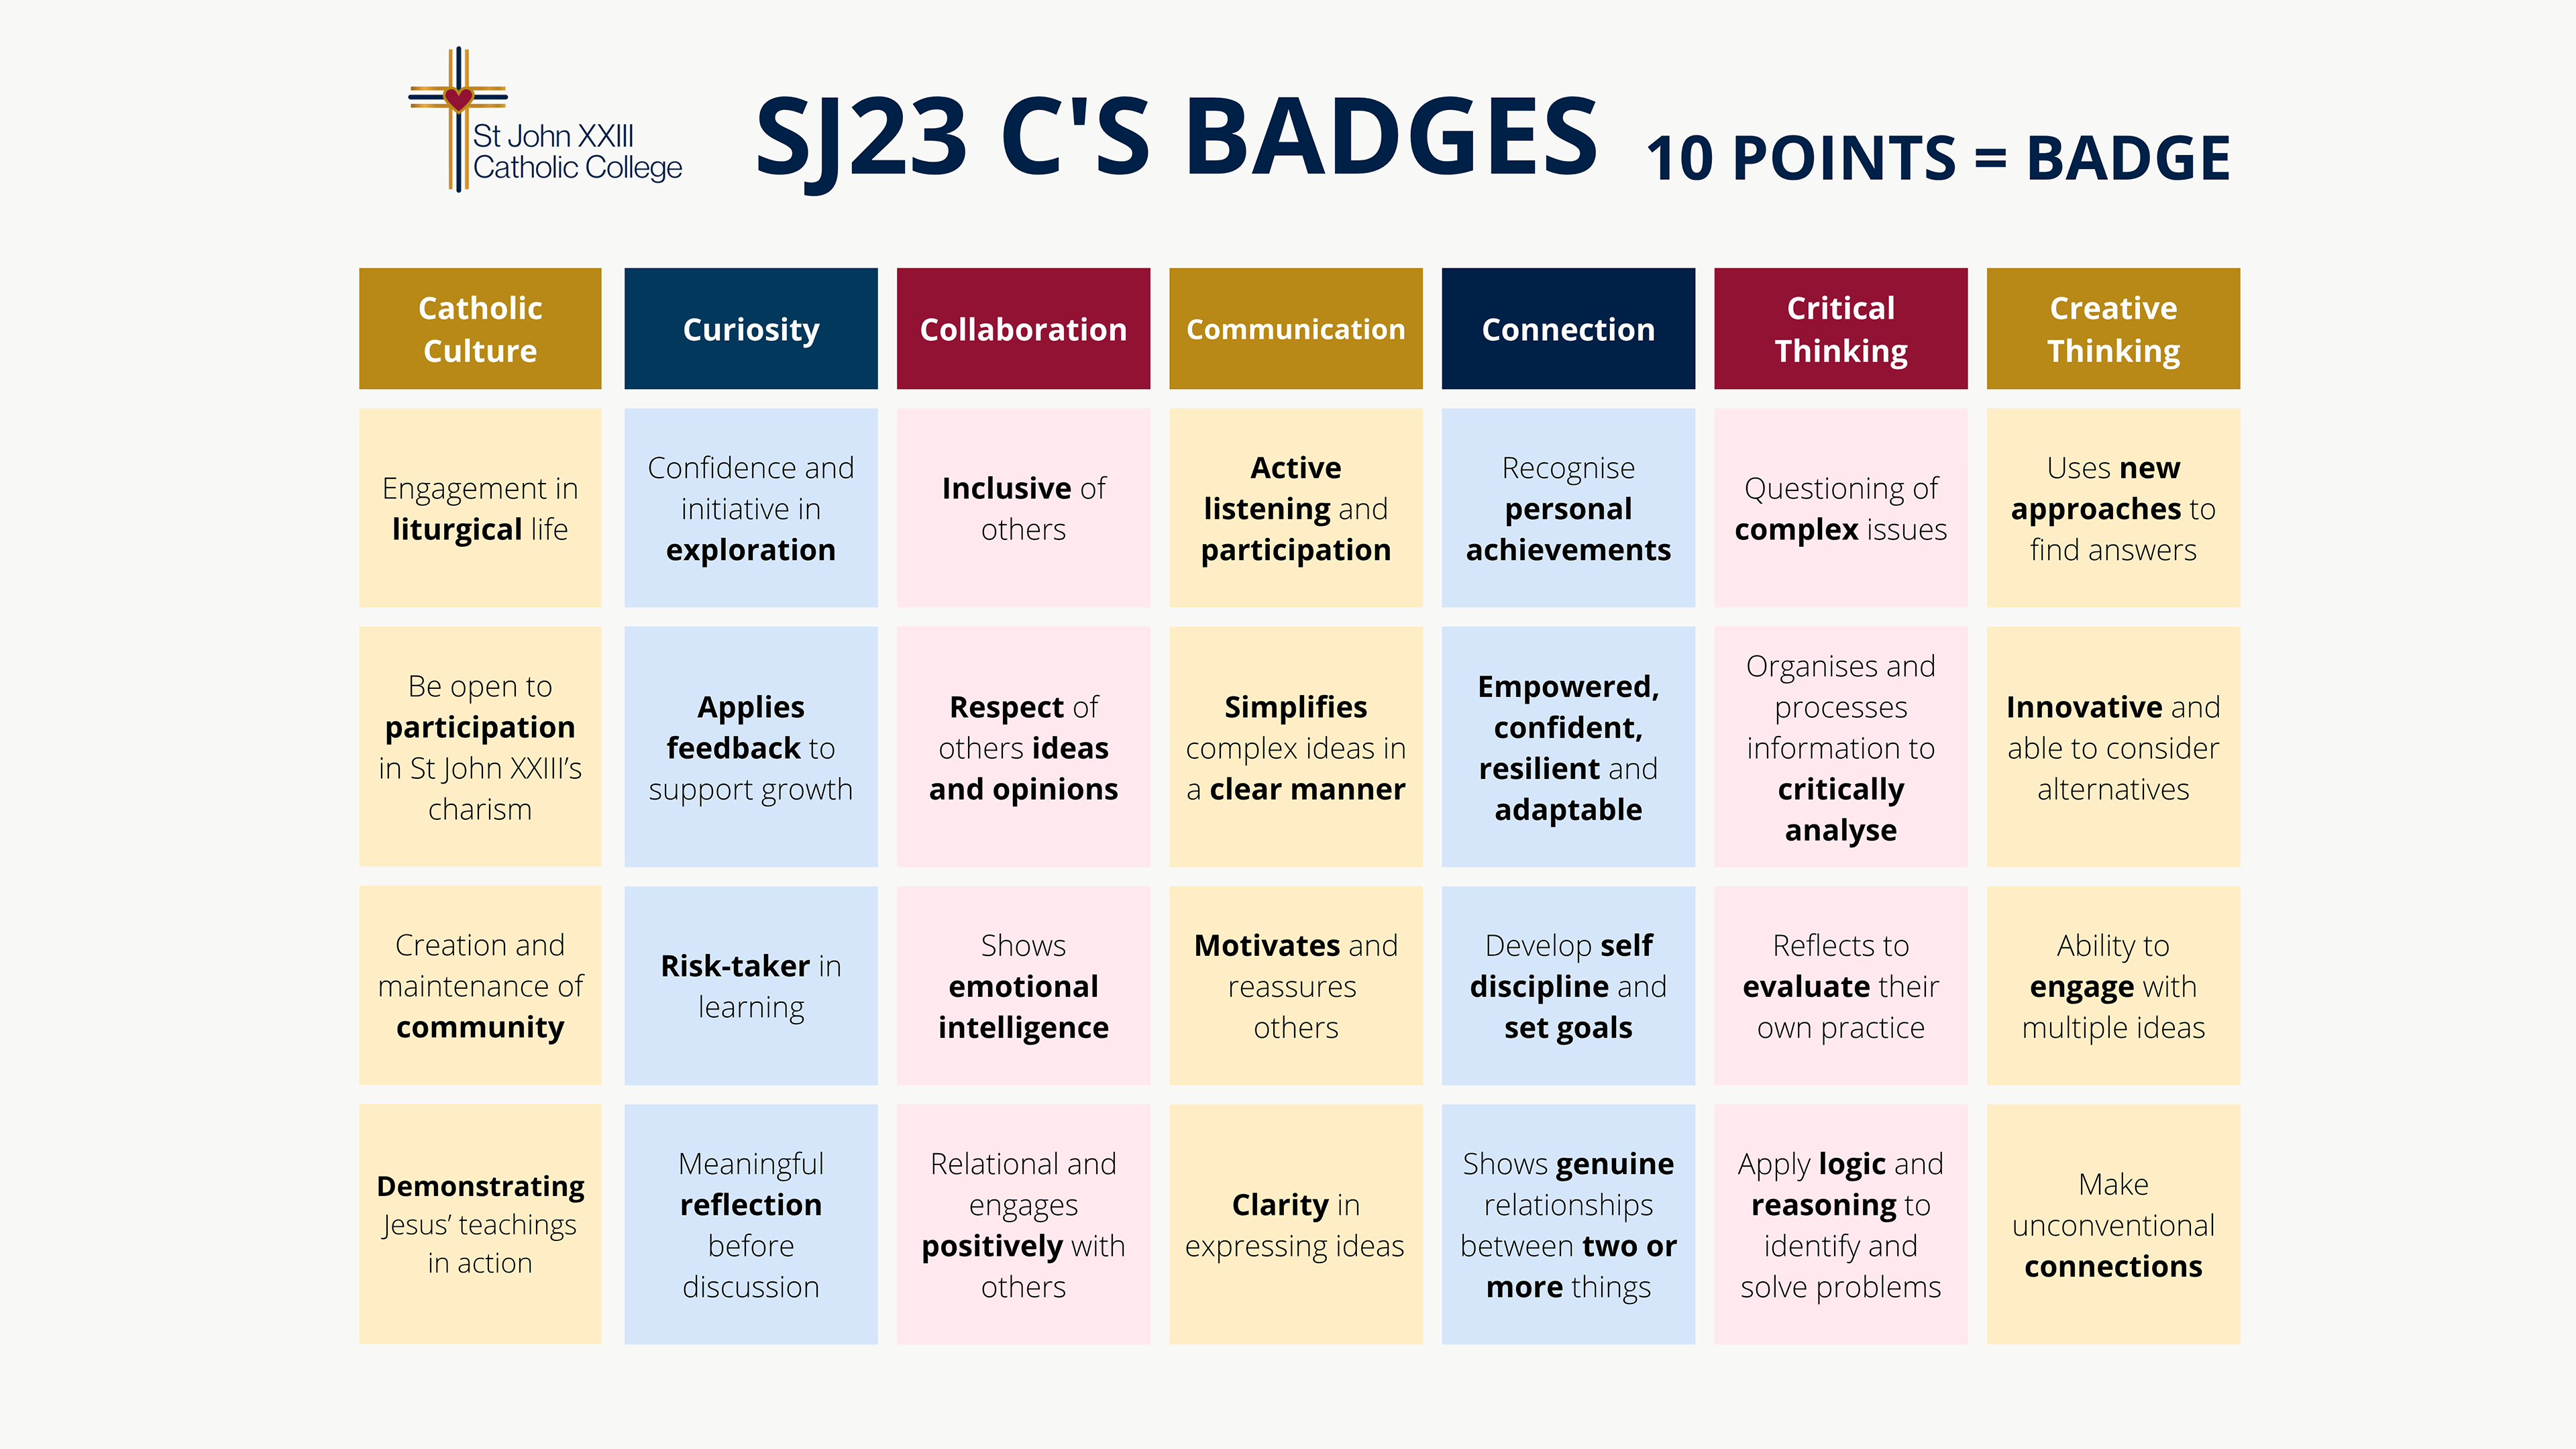 St John XXIII
Catholic College
SJ23 C'S BADGES
10 POINTS = BADGE
Catholic
Culture
Curiosity
Collaboration
Communication
Connection
Critical
Thinking
Creative
Thinking
Engagement in
liturgical life
Confidence and
initiative in
exploration
Inclusive of
others
Active
listening and
participation
Recognise
personal
achievements
Questioning of
complex issues
Uses new
approaches to
find answers
Be open to
participation
in St John XXIII’s
charism
Applies
feedback to
support growth
Respect of
others ideas
and opinions
Simplifies
complex ideas in
a clear manner
Empowered,
confident,
resilient and
adaptable
Organises and
processes
information to
critically
analyse
Innovative and
able to consider
alternatives
Creation and
maintenance of
community
Risk-taker in
learning
Shows
emotional
intelligence
Motivates and
reassures
others
Develop self
discipline and
set goals
Reflects to
evaluate their
own practice
Ability to
engage with
multiple ideas
Demonstrating
Jesus’ teachings
in action
Meaningful
reflection
before
discussion
Relational and
engages
positively with
others
Clarity in
expressing ideas
Shows genuine
relationships
between two or
more things
Apply logic and
reasoning to
identify and
solve problems
Make
unconventional
connections